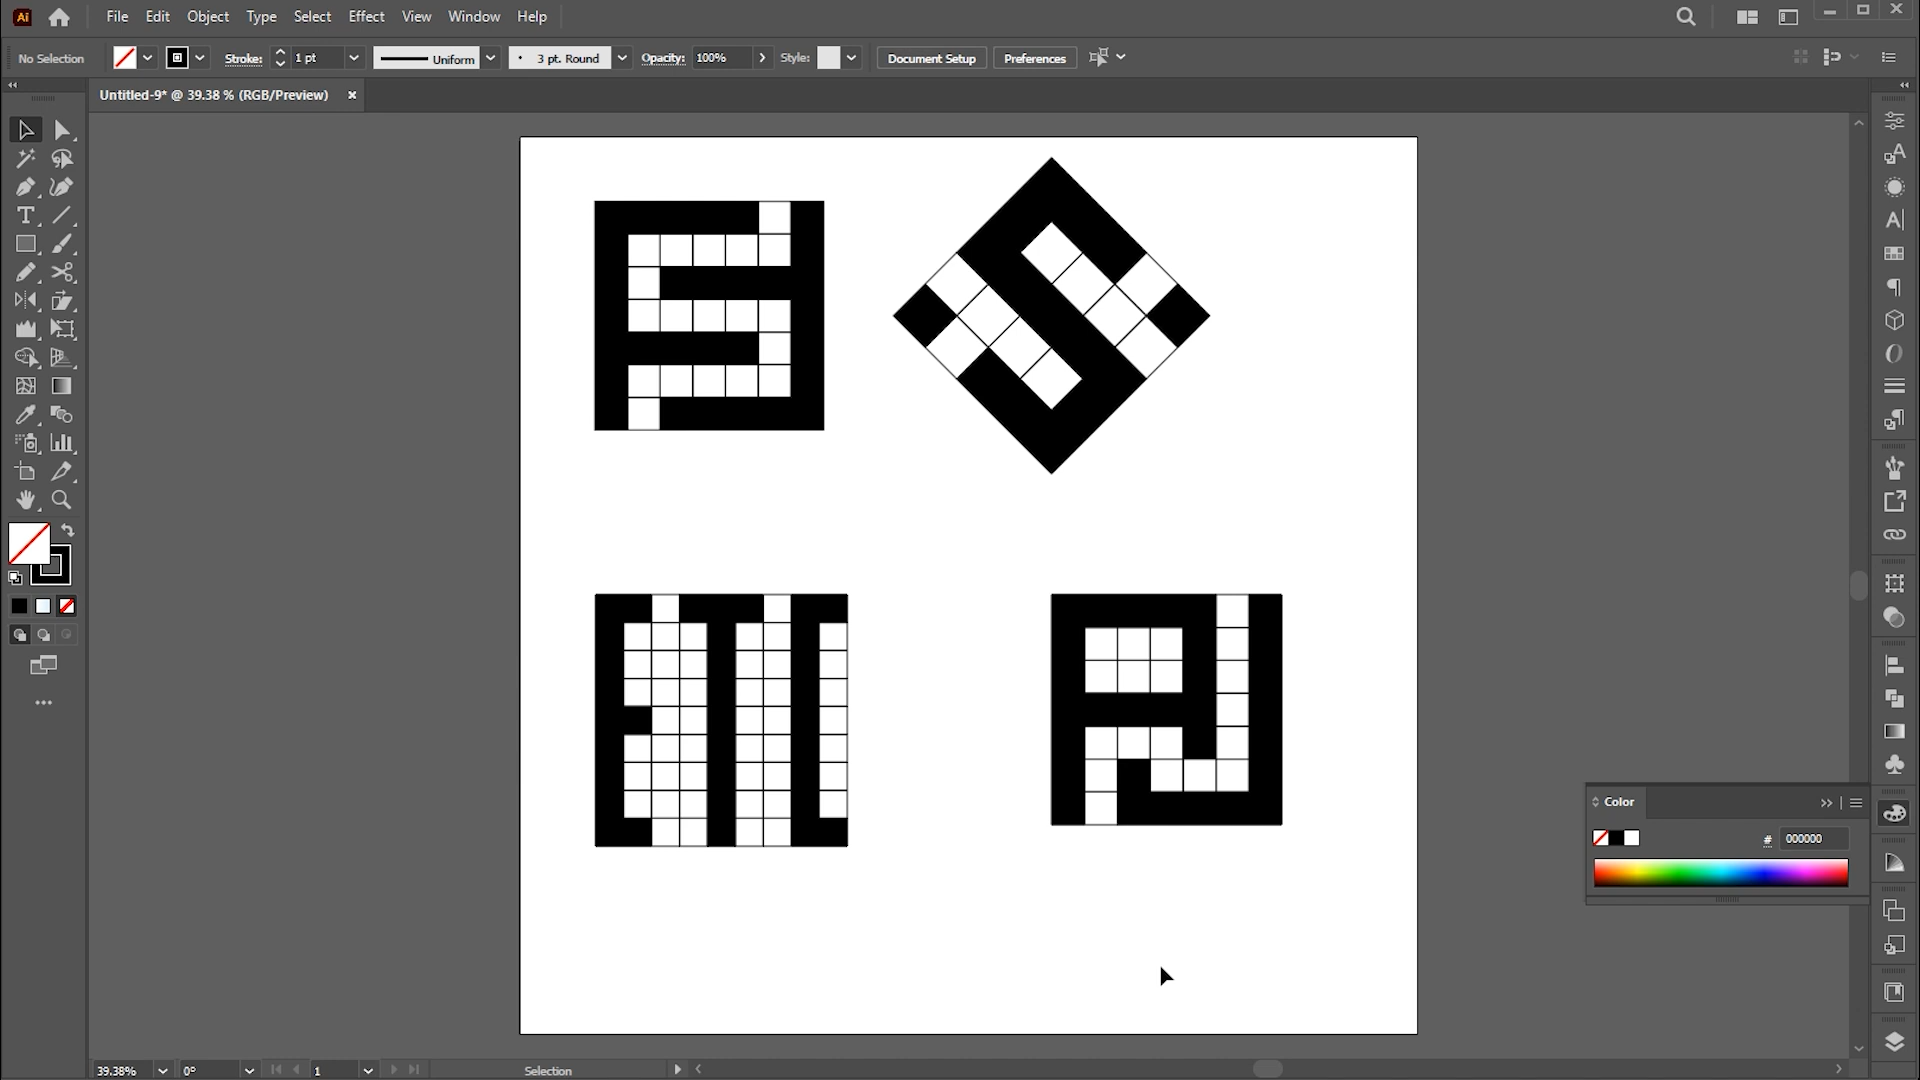 Ai File Edit Object Type Select Effect View Window Help
No Selection Stroke: 1 pt Uniform 3 pt. Round Opacity: 100% Style: Document Setup Preferences
Untitled-9* @ 39.38 % (RGB/Preview)
Color
# 000000
39.38% 0° 1 Selection